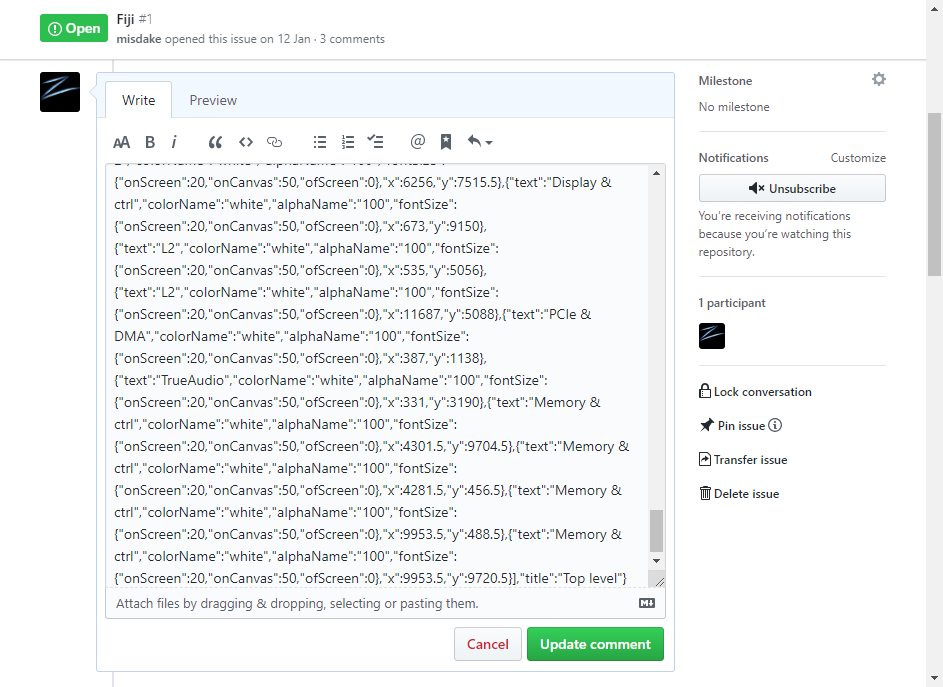 Open
Fiji #1
misdake opened this issue on 12 Jan · 3 comments
Write
Preview
AA B i
@
{"onScreen":20,"onCanvas":50,"ofScreen":0},"x":6256,"y":7515.5},{"text":"Display &
ctrl","colorName":"white","alphaName":"100","fontSize":
{"onScreen":20,"onCanvas":50,"ofScreen":0},"x":673,"y":9150},
{"text":"L2","colorName":"white","alphaName":"100","fontSize":
{"onScreen":20,"onCanvas":50,"ofScreen":0},"x":535,"y":5056},
{"text":"L2","colorName":"white","alphaName":"100","fontSize":
{"onScreen":20,"onCanvas":50,"ofScreen":0},"x":11687,"y":5088},{"text":"PCIe &
DMA","colorName":"white","alphaName":"100","fontSize":
{"onScreen":20,"onCanvas":50,"ofScreen":0},"x":387,"y":1138},
{"text":"TrueAudio","colorName":"white","alphaName":"100","fontSize":
{"onScreen":20,"onCanvas":50,"ofScreen":0},"x":331,"y":3190},{"text":"Memory &
ctrl","colorName":"white","alphaName":"100","fontSize":
{"onScreen":20,"onCanvas":50,"ofScreen":0},"x":4301.5,"y":9704.5},{"text":"Memory &
ctrl","colorName":"white","alphaName":"100","fontSize":
{"onScreen":20,"onCanvas":50,"ofScreen":0},"x":4281.5,"y":456.5},{"text":"Memory &
ctrl","colorName":"white","alphaName":"100","fontSize":
{"onScreen":20,"onCanvas":50,"ofScreen":0},"x":9953.5,"y":488.5},{"text":"Memory &
ctrl","colorName":"white","alphaName":"100","fontSize":
{"onScreen":20,"onCanvas":50,"ofScreen":0},"x":9953.5,"y":9720.5}],"title":"Top level"}
Attach files by dragging & dropping, selecting or pasting them.
Cancel
Update comment
Milestone
No milestone
Notifications
Customize
Unsubscribe
You're receiving notifications
because you're watching this
repository.
1 participant
Lock conversation
Pin issue
Transfer issue
Delete issue